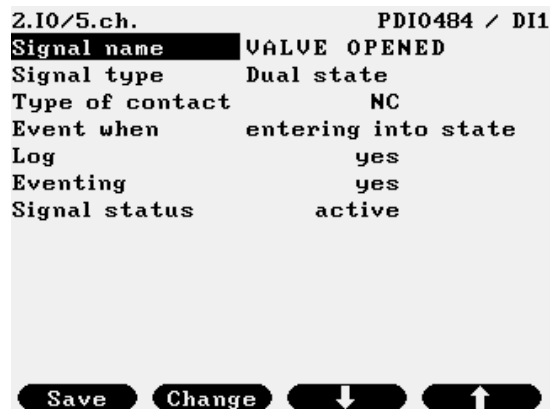 2.IO/5.ch. PDIO484 / DI1
Signal name VALVE OPENED
Signal type Dual state
Type of contact NC
Event when entering into state
Log yes
Eventing yes
Signal status active
Save Change ⬇ ⬆